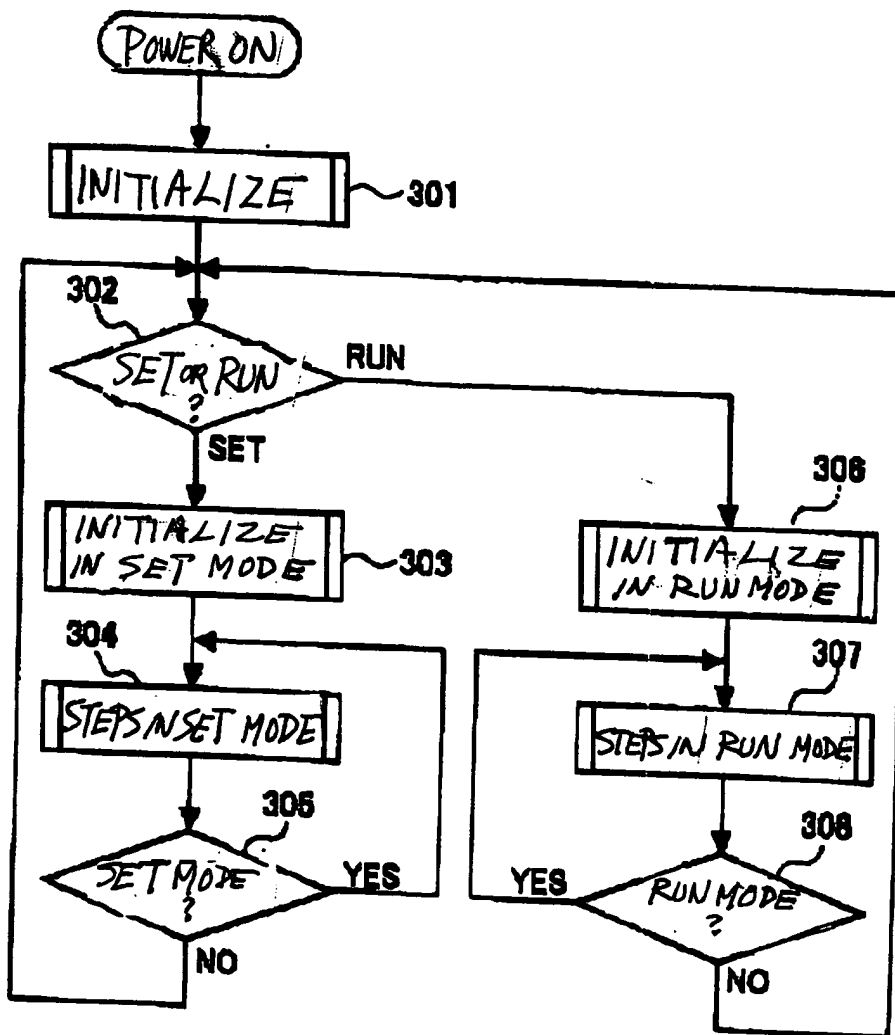 POWER ON
INITIALIZE
301
302
SET OR RUN
?
RUN
SET
INITIALIZE
IN SET MODE
303
306
INITIALIZE
IN RUN MODE
304
STEPS IN SET MODE
307
STEPS IN RUN MODE
305
SET MODE
?
YES
NO
308
YES
RUN MODE
?
NO